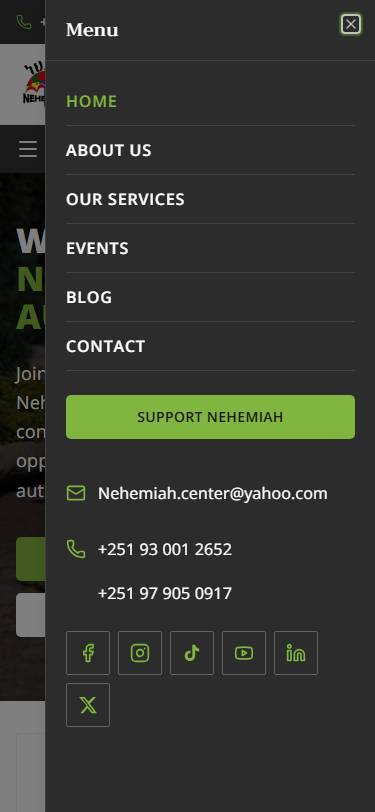 Menu
HOME
ABOUT US
OUR SERVICES
EVENTS
BLOG
CONTACT
SUPPORT NEHEMIAH
Nehemiah.center@yahoo.com
+251 93 001 2652
+251 97 905 0917
Join